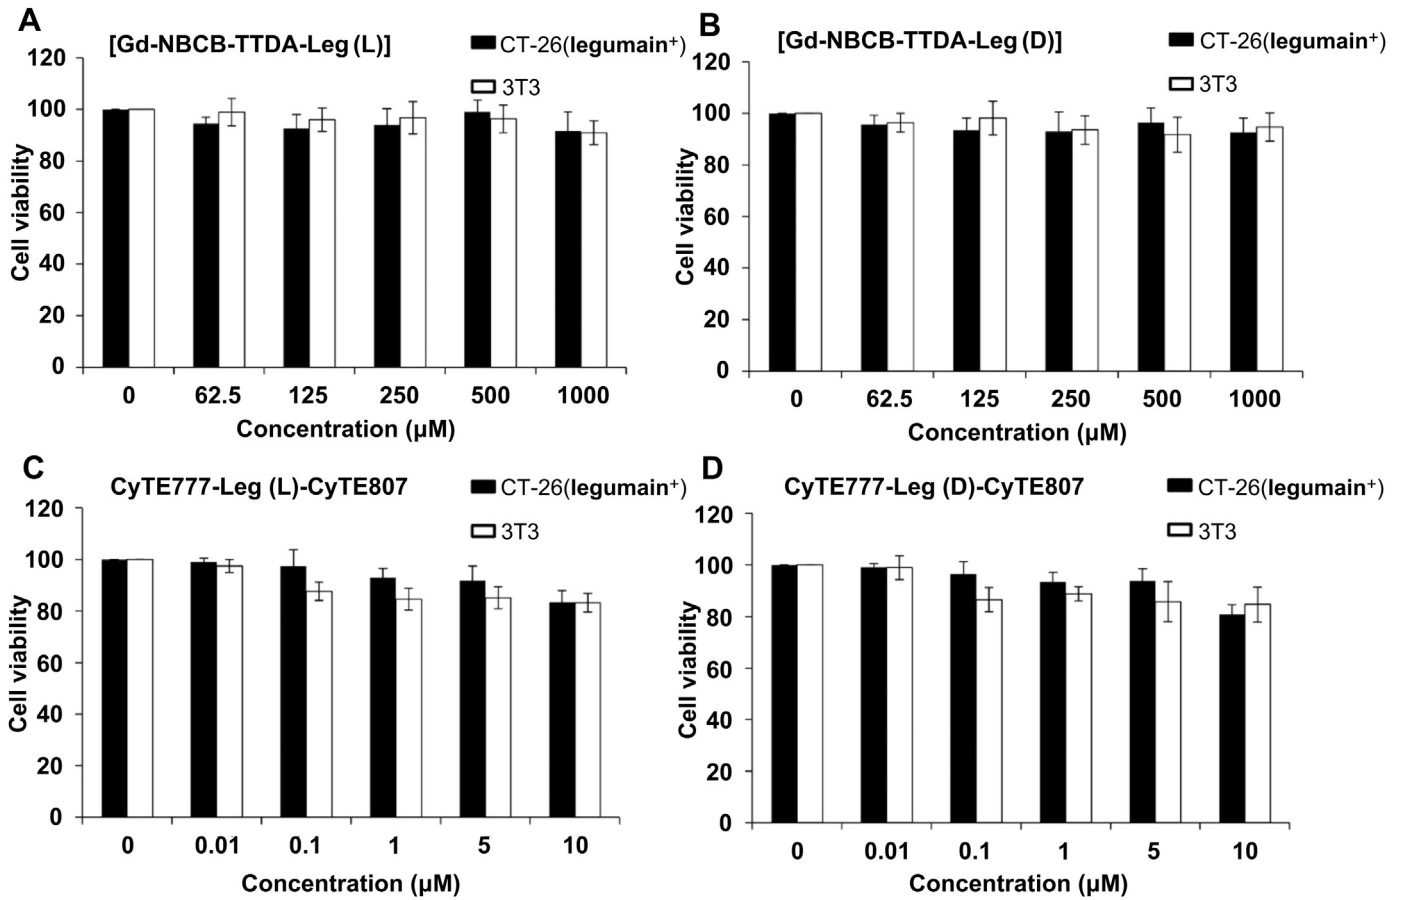 A
[Gd-NBCB-TTDA-Leg (L)]
CT-26(legumain⁺)
3T3
120
100
80
60
40
20
0
Cell viability
0 62.5 125 250 500 1000
Concentration (µM)
B
[Gd-NBCB-TTDA-Leg (D)]
CT-26(legumain⁺)
3T3
120
100
80
60
40
20
0
Cell viability
0 62.5 125 250 500 1000
Concentration (µM)
C
CyTE777-Leg (L)-CyTE807
CT-26(legumain⁺)
3T3
120
100
80
60
40
20
0
Cell viability
0 0.01 0.1 1 5 10
Concentration (µM)
D
CyTE777-Leg (D)-CyTE807
CT-26(legumain⁺)
3T3
120
100
80
60
40
20
0
Cell viability
0 0.01 0.1 1 5 10
Concentration (µM)